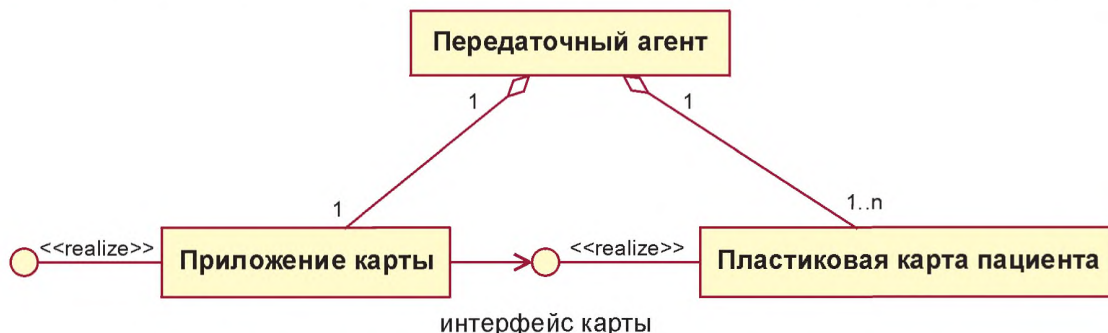 Передаточный агент
1
1
1
1..n
<<realize>>
<<realize>>
Приложение карты
Пластиковая карта пациента
интерфейс карты